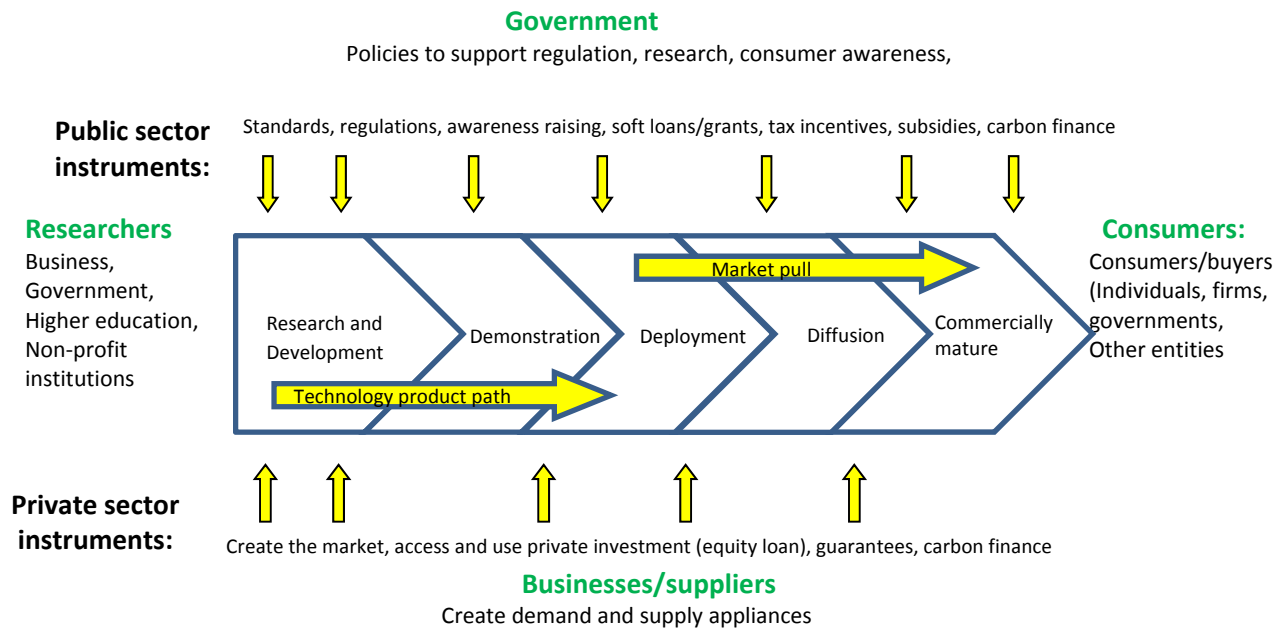 Government
Policies to support regulation, research, consumer awareness,
Public sector
instruments:
Standards, regulations, awareness raising, soft loans/grants, tax incentives, subsidies, carbon finance
Researchers
Business,
Government,
Higher education,
Non-profit
institutions
Research and
Development
Demonstration
Deployment
Diffusion
Commercially
mature
Market pull
Technology product path
Consumers:
Consumers/buyers
(Individuals, firms,
governments,
Other entities
Private sector
instruments:
Create the market, access and use private investment (equity loan), guarantees, carbon finance
Businesses/suppliers
Create demand and supply appliances